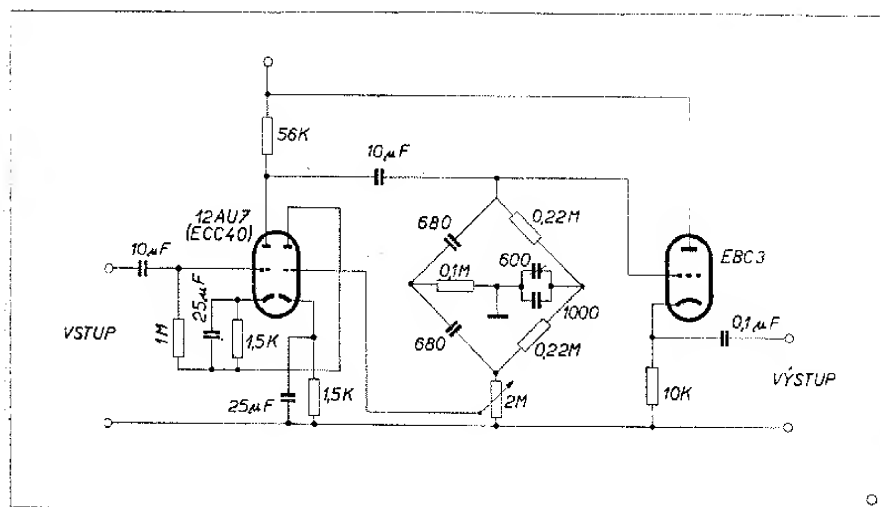 56K
10µF
12AU7
(ECC40)
680
0,22M
10µF
600
EBC3
0,1M
25µF
1000
0,1µF
1M
1,5K
VSTUP
680
0,22M
VÝSTUP
25µF
1,5K
2M
10K